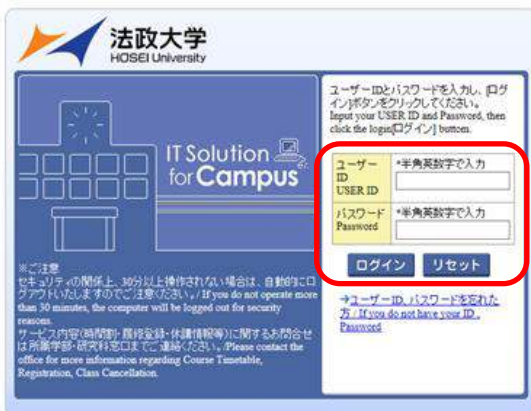 法政大学
HOSEI University
IT Solution
for Campus
※ご注意
セキュリティの関係上、30分以上操作されない場合は、自動的にロ
グアウトいたしますのでご注意ください。/ If you do not operate more
than 30 minutes, the computer will be logged out for security
reasons.
サービス内容(時間割・履修登録・休講情報等)に関するお問合せ
は所属学部・研究科窓口までご連絡ください。/Please contact the
office for more information regarding Course Timetable,
Registration, Class Cancellation.
ユーザーIDとパスワードを入力し、[ログ
イン]ボタンをクリックしてください。
Input your USER ID and Password, then
click the login[ログイン] buttom.
ユーザー
ID
USER ID
*半角英数字で入力
パスワード
Password
*半角英数字で入力
ログイン
リセット
→ユーザーID、パスワードを忘れた
方 / If you do not have your ID ,
Password